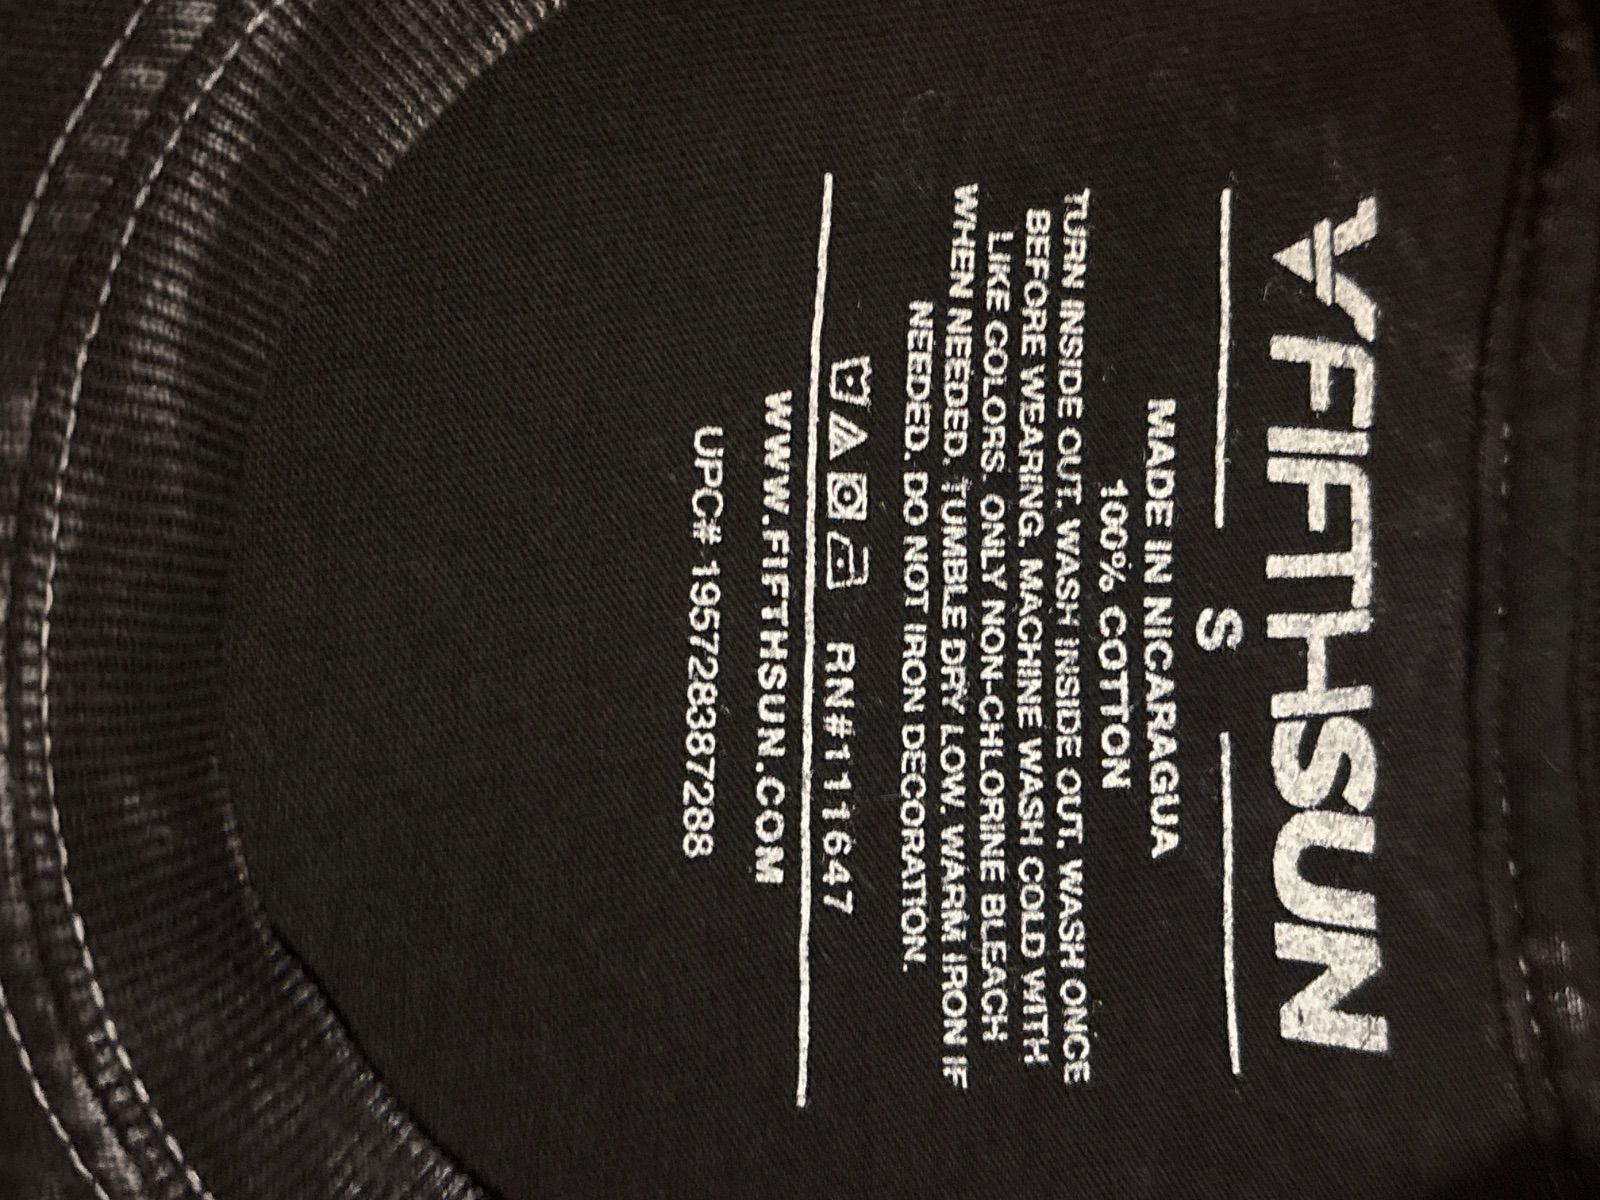 FIFTHSUN
S
MADE IN NICARAGUA
100% COTTON
TURN INSIDE OUT. WASH INSIDE OUT. WASH ONCE
BEFORE WEARING. MACHINE WASH COLD WITH
LIKE COLORS. ONLY NON-CHLORINE BLEACH
WHEN NEEDED. TUMBLE DRY LOW. WARM IRON IF
NEEDED. DO NOT IRON DECORATION.
RN#111647
WWW.FIFTHSUN.COM
UPC# 195728387288